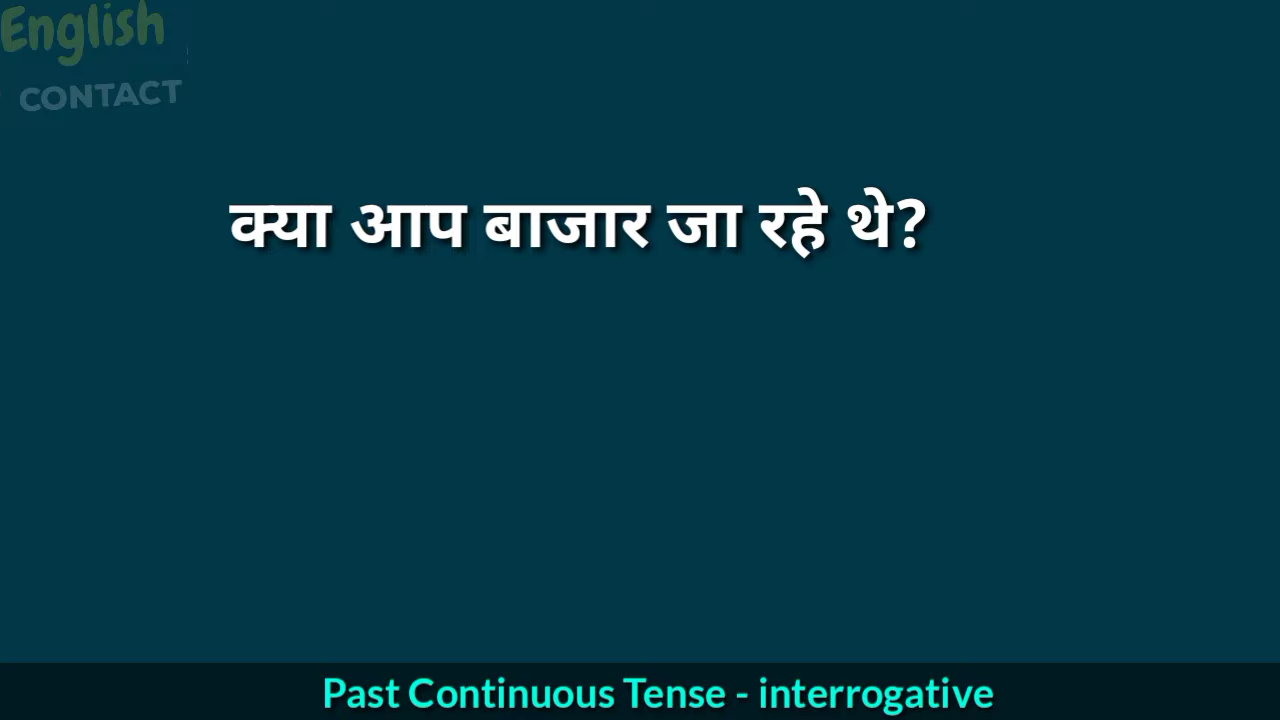 English
CONTACT
क्या आप बाजार जा रहे थे?
Past Continuous Tense - interrogative